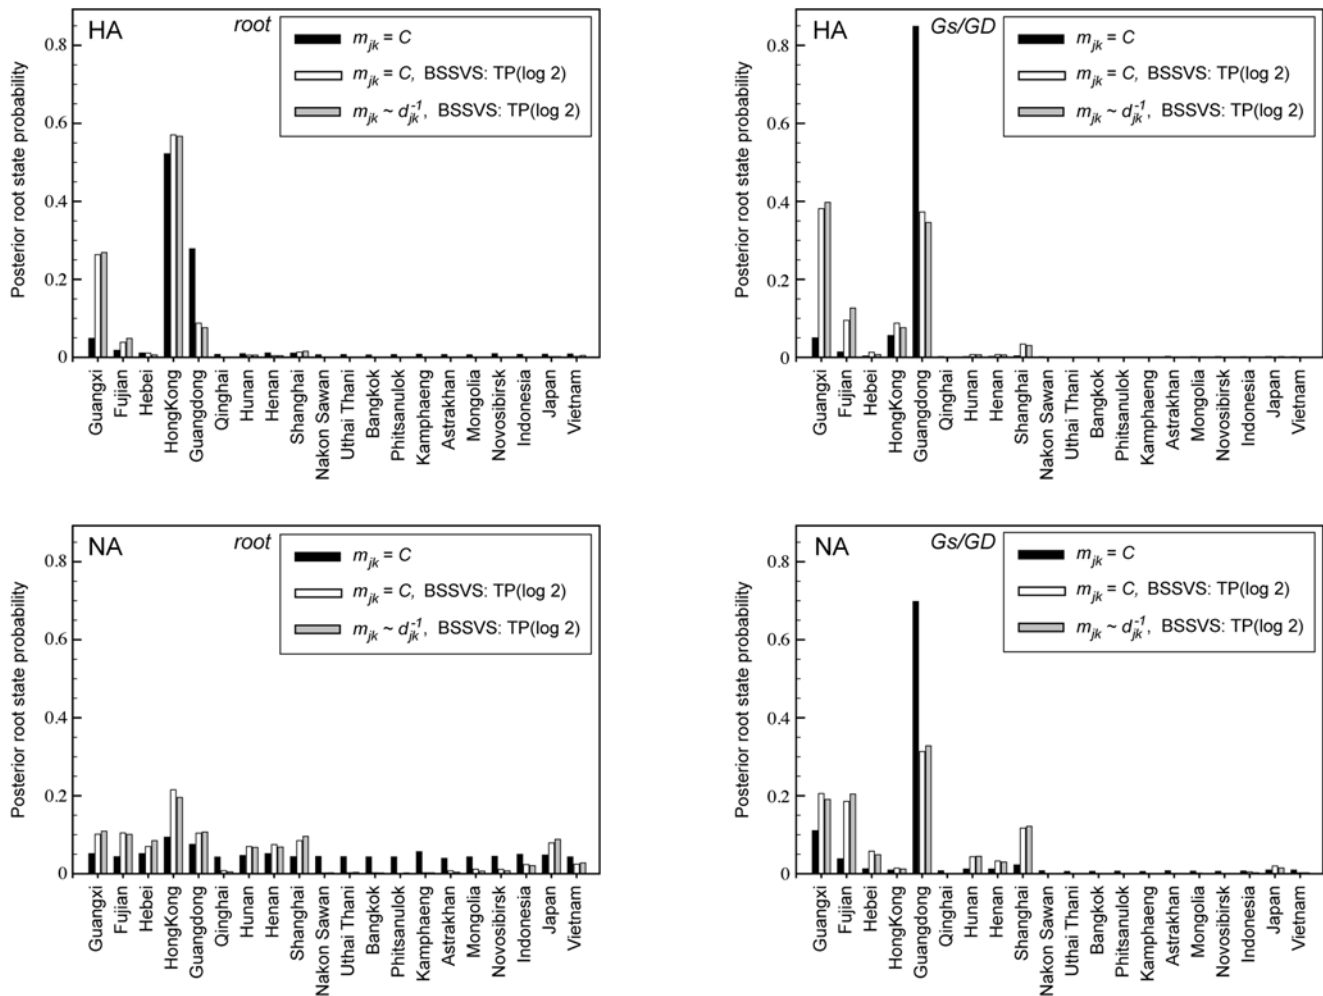 HA
root
m_jk = C
m_jk = C, BSSVS: TP(log 2)
m_jk ~ d_jk^-1, BSSVS: TP(log 2)
Posterior root state probability
0.8
0.6
0.4
0.2
0
Guangxi
Fujian
Hebei
HongKong
Guangdong
Qinghai
Hunan
Henan
Shanghai
Nakon Sawan
Uthai Thani
Bangkok
Phitsanulok
Kamphaeng
Astrakhan
Mongolia
Novosibirsk
Indonesia
Japan
Vietnam
HA
Gs/GD
m_jk = C
m_jk = C, BSSVS: TP(log 2)
m_jk ~ d_jk^-1, BSSVS: TP(log 2)
Posterior root state probability
0.8
0.6
0.4
0.2
0
Guangxi
Fujian
Hebei
HongKong
Guangdong
Qinghai
Hunan
Henan
Shanghai
Nakon Sawan
Uthai Thani
Bangkok
Phitsanulok
Kamphaeng
Astrakhan
Mongolia
Novosibirsk
Indonesia
Japan
Vietnam
NA
root
m_jk = C
m_jk = C, BSSVS: TP(log 2)
m_jk ~ d_jk^-1, BSSVS: TP(log 2)
Posterior root state probability
0.8
0.6
0.4
0.2
0
Guangxi
Fujian
Hebei
HongKong
Guangdong
Qinghai
Hunan
Henan
Shanghai
Nakon Sawan
Uthai Thani
Bangkok
Phitsanulok
Kamphaeng
Astrakhan
Mongolia
Novosibirsk
Indonesia
Japan
Vietnam
NA
Gs/GD
m_jk = C
m_jk = C, BSSVS: TP(log 2)
m_jk ~ d_jk^-1, BSSVS: TP(log 2)
Posterior root state probability
0.8
0.6
0.4
0.2
0
Guangxi
Fujian
Hebei
HongKong
Guangdong
Qinghai
Hunan
Henan
Shanghai
Nakon Sawan
Uthai Thani
Bangkok
Phitsanulok
Kamphaeng
Astrakhan
Mongolia
Novosibirsk
Indonesia
Japan
Vietnam